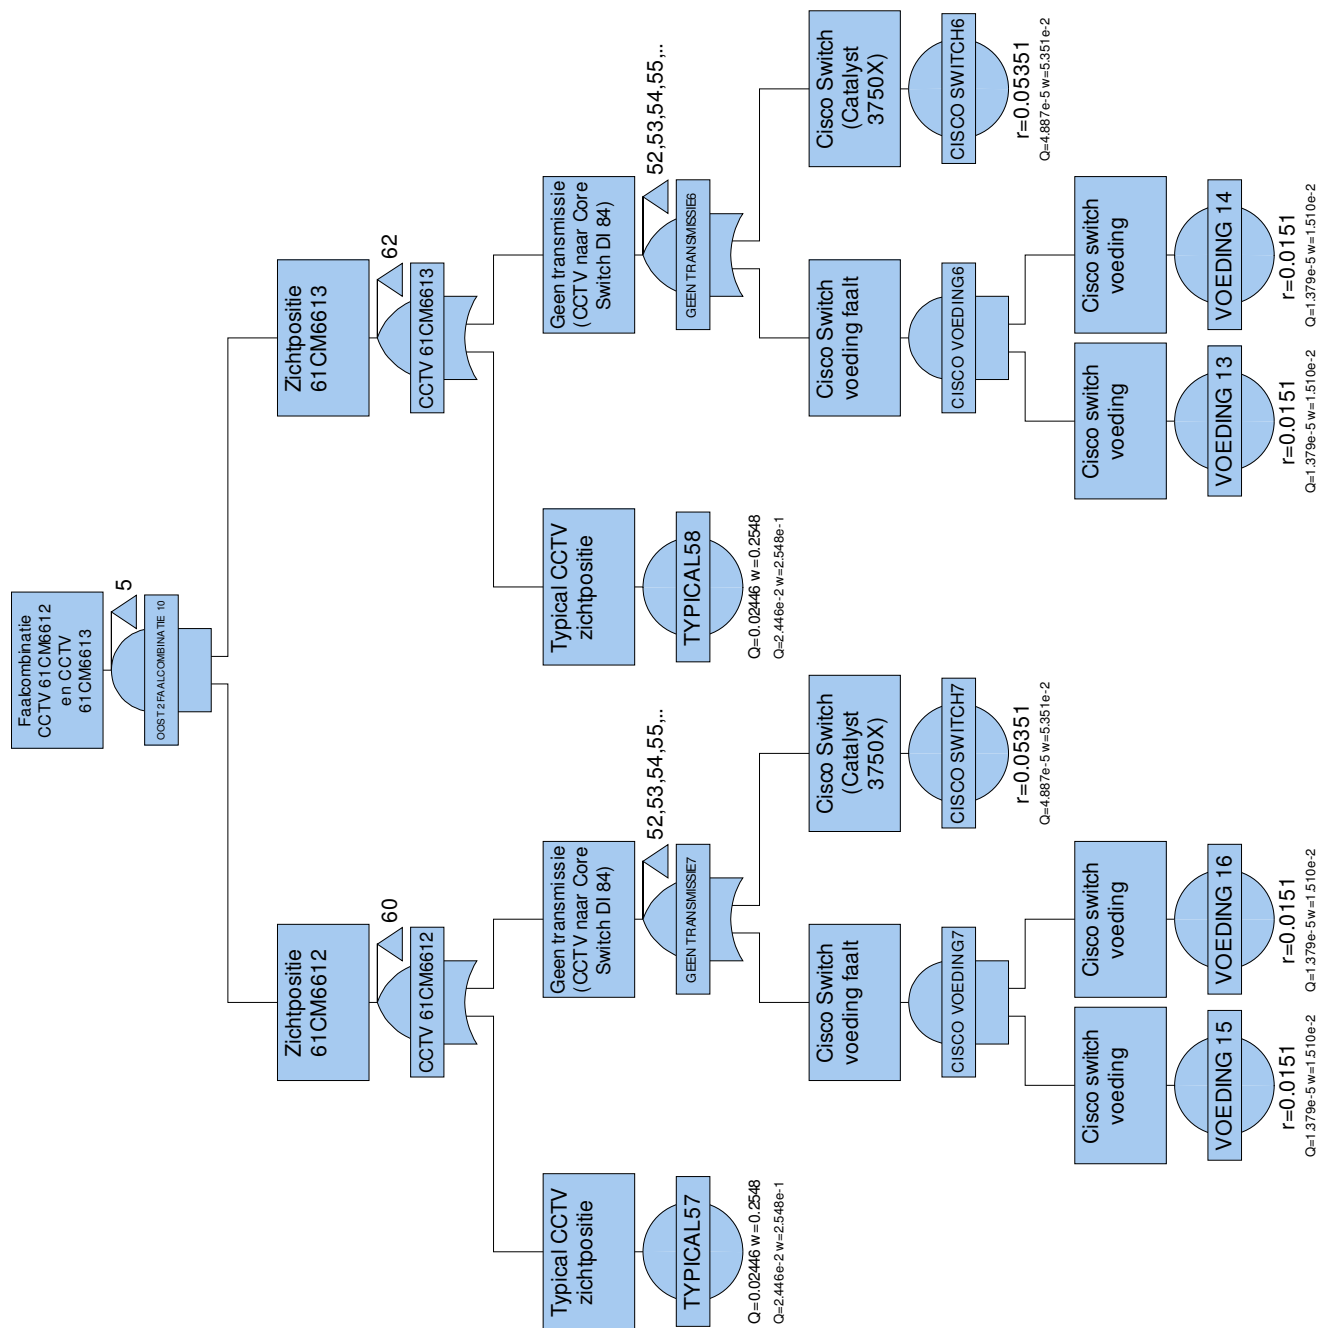 Faalcombinatie
CCTV 61CM6612
en CCTV
61CM6613
5
OOST 2 FAALCOMBINATIE 10
Zichtpositie
61CM6612
60
CCTV 61CM6612
Zichtpositie
61CM6613
62
CCTV 61CM6613
Typical CCTV
zichtpositie
TYPICAL57
Q=0.02446 w=0.2548
Q=2.446e-2 w=2.548e-1
Geen transmissie
(CCTV naar Core
Switch DI 84)
52,53,54,55,..
GEEN TRANSMISSIE7
Typical CCTV
zichtpositie
TYPICAL58
Q=0.02446 w=0.2548
Q=2.446e-2 w=2.548e-1
Geen transmissie
(CCTV naar Core
Switch DI 84)
52,53,54,55,..
GEEN TRANSMISSIE6
Cisco Switch
voeding faalt
CISCO VOEDING7
Cisco Switch
(Catalyst
3750X)
CISCO SWITCH7
r=0.05351
Q=4.887e-5 w=5.351e-2
Cisco Switch
voeding faalt
CISCO VOEDING6
Cisco Switch
(Catalyst
3750X)
CISCO SWITCH6
r=0.05351
Q=4.887e-5 w=5.351e-2
Cisco switch
voeding
VOEDING 15
r=0.0151
Q=1.379e-5 w=1.510e-2
Cisco switch
voeding
VOEDING 16
r=0.0151
Q=1.379e-5 w=1.510e-2
Cisco switch
voeding
VOEDING 13
r=0.0151
Q=1.379e-5 w=1.510e-2
Cisco switch
voeding
VOEDING 14
r=0.0151
Q=1.379e-5 w=1.510e-2